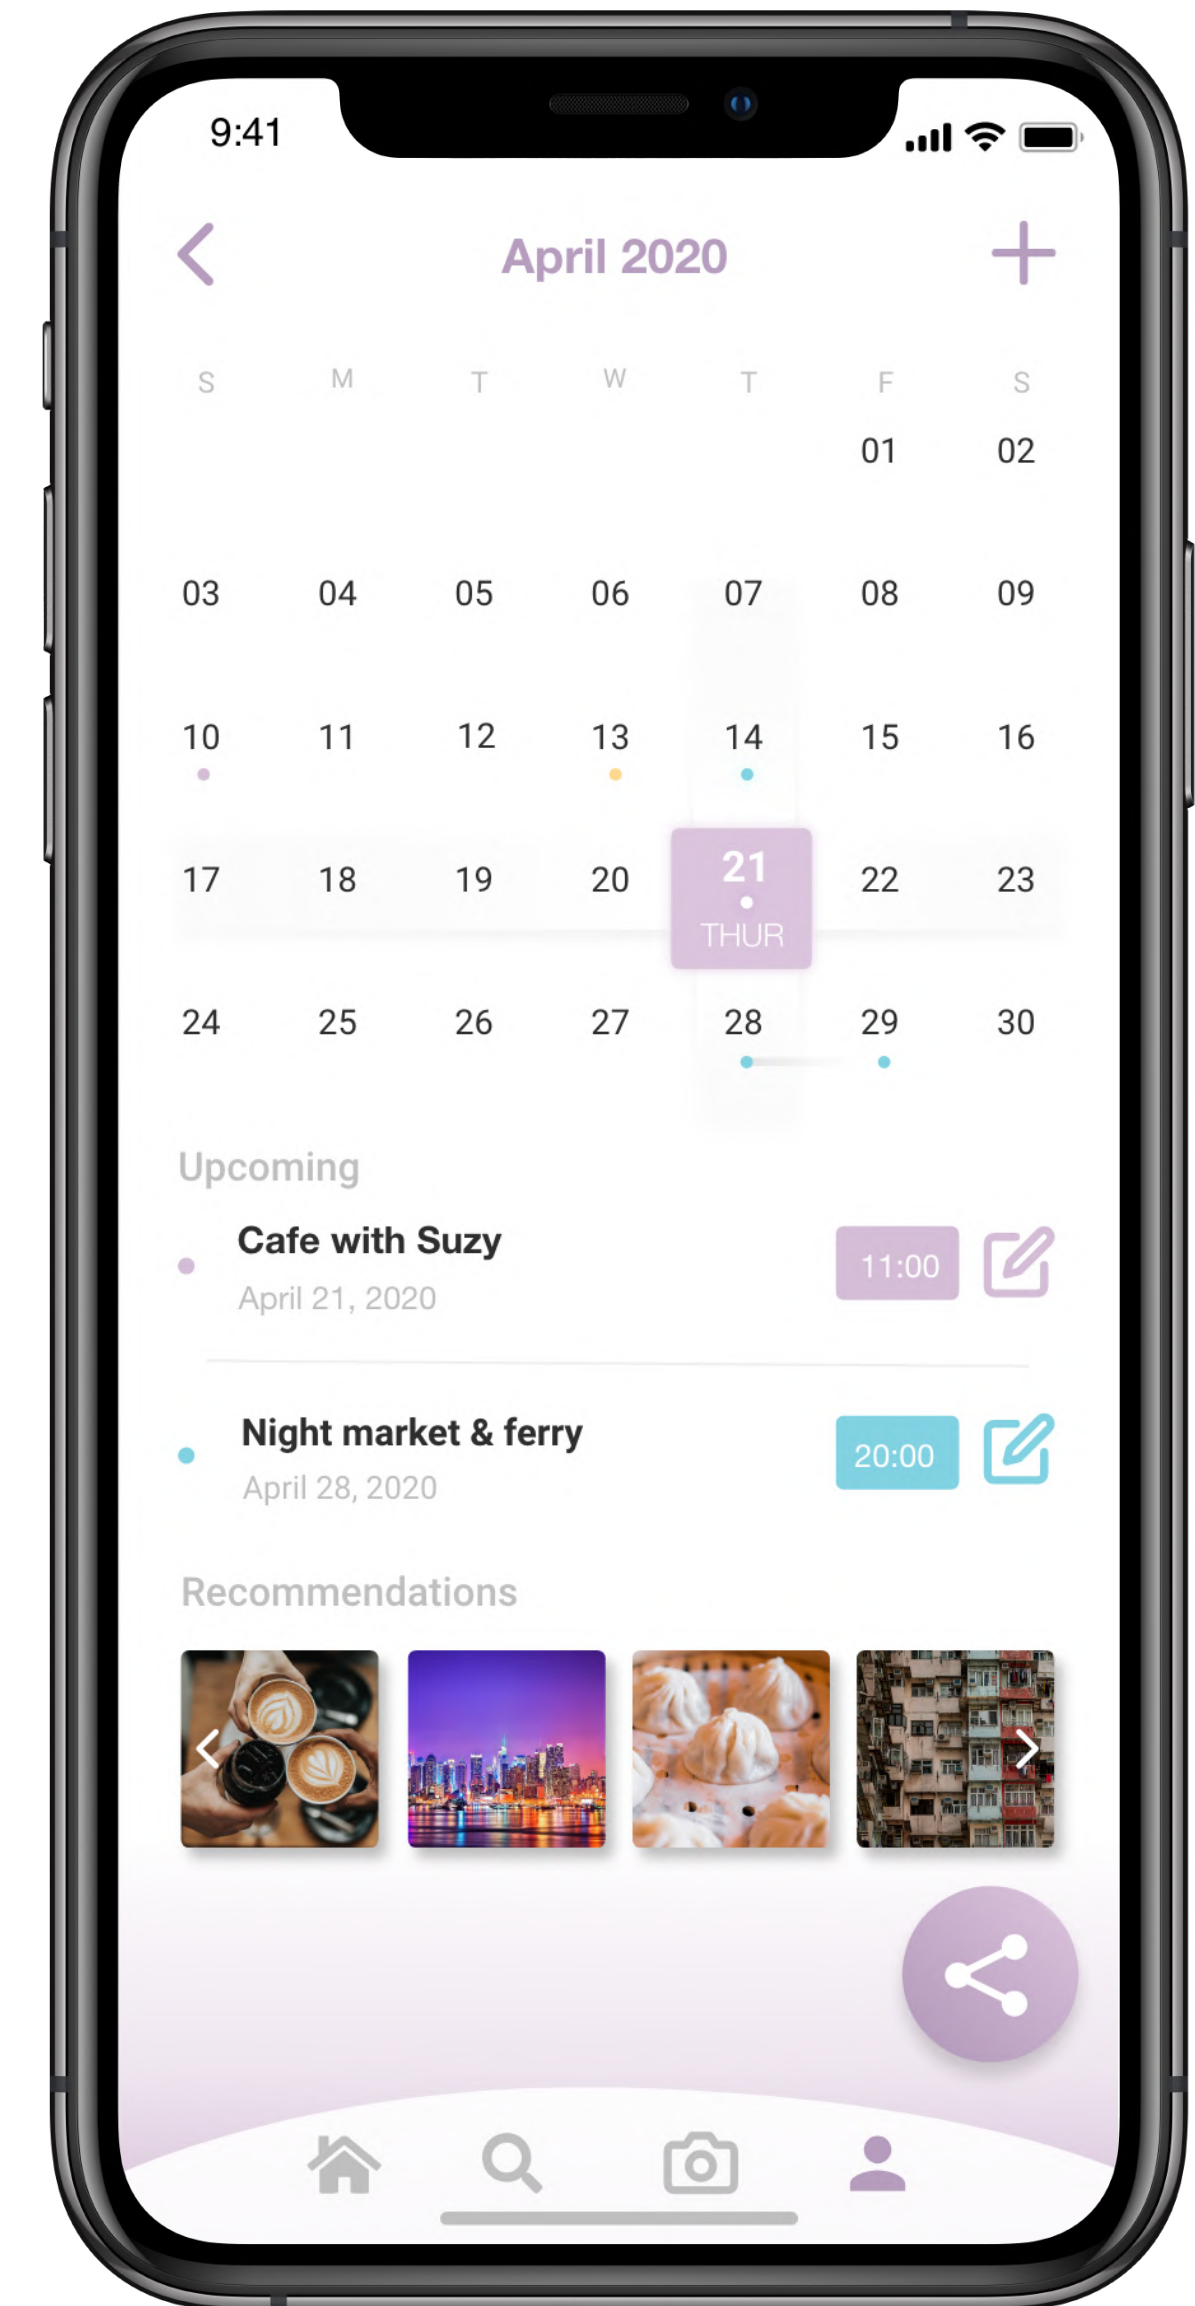 9:41
April 2020
S M T W T F S
01 02
03 04 05 06 07 08 09
10 11 12 13 14 15 16
17 18 19 20 21 22 23
THUR
24 25 26 27 28 29 30
Upcoming
Cafe with Suzy
April 21, 2020
11:00
Night market & ferry
April 28, 2020
20:00
Recommendations